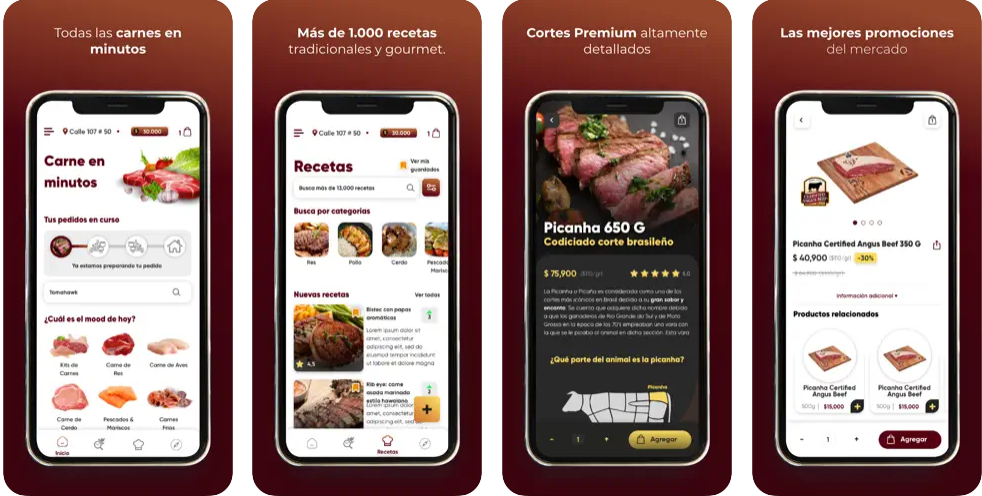 Todas las carnes en
minutos
Calle 107 # 50
30.000
1
Carne en
minutos
Tus pedidos en curso
Ya estamos preparando tu pedido
Tomahawk
¿Cuál es el mood de hoy?
Kits de
Carnes
Carne de
Res
Carne de Aves
Carne de
Cerdo
Pescados &
Mariscos
Carnes
Frias
Inicio
Más de 1.000 recetas
tradicionales y gourmet.
Calle 107 # 50
30.000
1
Recetas
Ver mis
guardados
Busca más de 13,000 recetas
Busca por categorías
Res
Pollo
Cerdo
Pescado
Marisco
Nuevas recetas
Ver todas
Bistec con papas
aromáticas
Lorem ipsum dolor sit
amet, consectetur
adipiscing elit, sed do
eiusmod tempor incididunt
ut labore et dolore magna
4.5
Rib eye: carne
asada marinada
estilo hawaiano
Lorem ipsum dolor
amet, consectetur
adipiscing elit, sed
Recetas
Cortes Premium altamente
detallados
Picanha 650 G
Codiciado corte brasileño
$ 75,900
La Picanha o Picaña es considerada como uno de los
cortes más icónicos en Brasil debido a su gran sabor y
encanto. Se cuenta que adquiere dicho nombre debido
a que los ganaderos de Rio Grande do Sul y de Mato
Grosso en la época de los 70's empleaban una vara con
la que se le picaba al animal en dicha sección. Esta vara
¿Qué parte del animal es la picanha?
Picanha
- 1 +
Agregar
Las mejores promociones
del mercado
CERTIFIED
ANGUS BEEF
Picanha Certified Angus Beef 350 G
$ 40,900
-30%
Información adicional
Productos relacionados
Picanha Certified
Angus Beef
500g | $15,000
Picanha Certified
Angus Beef
500g | $15,000
- 1 +
Agregar